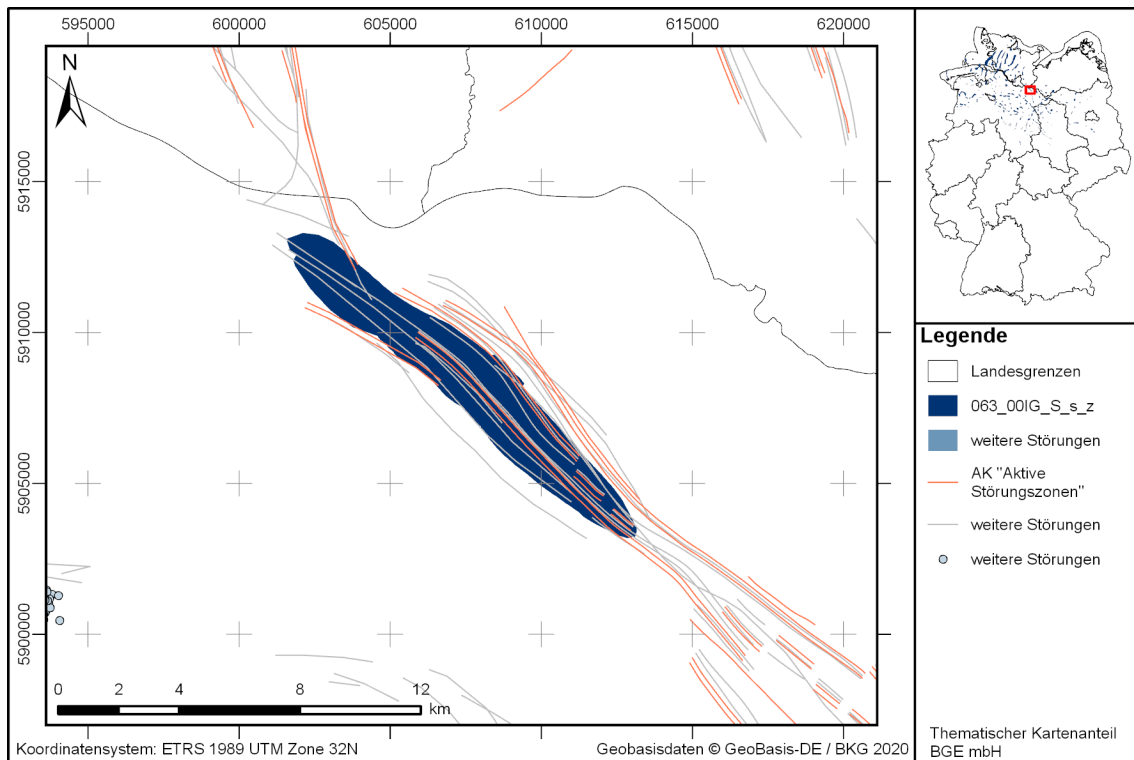 595000 600000 605000 610000 615000 620000
N
5915000
5910000
5905000
5900000
0 2 4 8 12
km
Koordinatensystem: ETRS 1989 UTM Zone 32N
Geobasisdaten © GeoBasis-DE / BKG 2020
Legende
Landesgrenzen
063_00IG_S_s_z
weitere Störungen
AK "Aktive
Störungszonen"
weitere Störungen
weitere Störungen
Thematischer Kartenanteil
BGE mbH